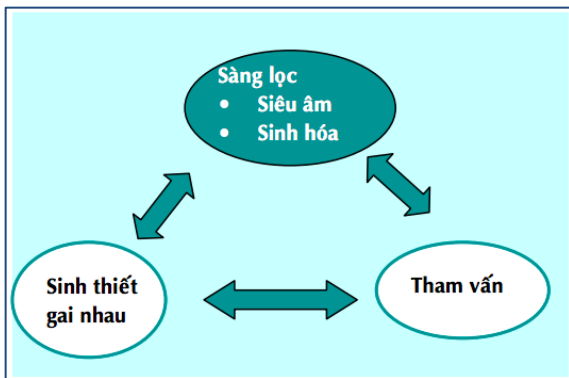 Sàng lọc
• Siêu âm
• Sinh hóa
Sinh thiết
gai nhau
Tham vấn